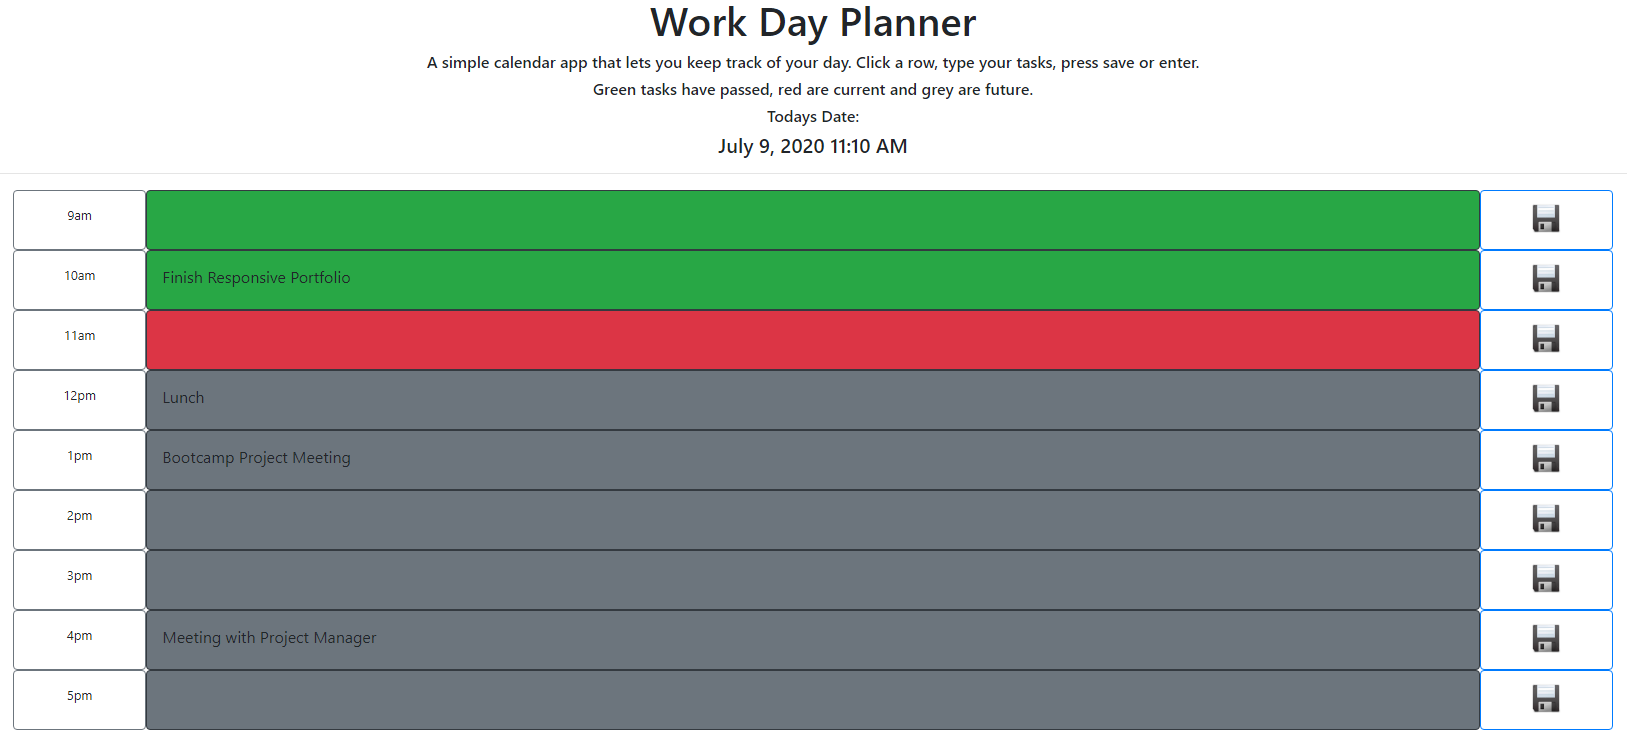 Work Day Planner
A simple calendar app that lets you keep track of your day. Click a row, type your tasks, press save or enter.
Green tasks have passed, red are current and grey are future.
Todays Date:
July 9, 2020 11:10 AM
9am
10am Finish Responsive Portfolio
11am
12pm Lunch
1pm Bootcamp Project Meeting
2pm
3pm
4pm Meeting with Project Manager
5pm